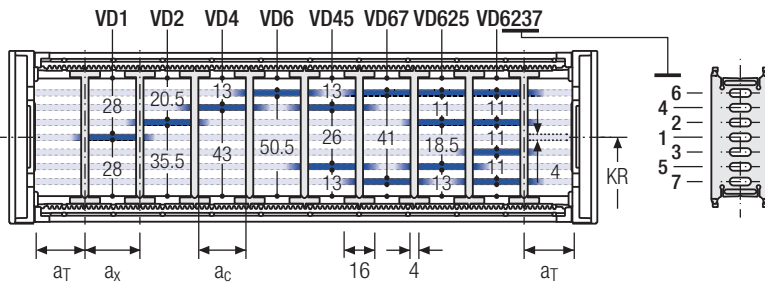 VD1 VD2 VD4 VD6 VD45 VD67 VD625 VD6237
13 13 6
28 20.5 11 11 4
2
43 50.5 26 41 11 1
18.5 3
28 35.5 11 4 KR 5
13 13 7
aT aX aC 16 4 aT